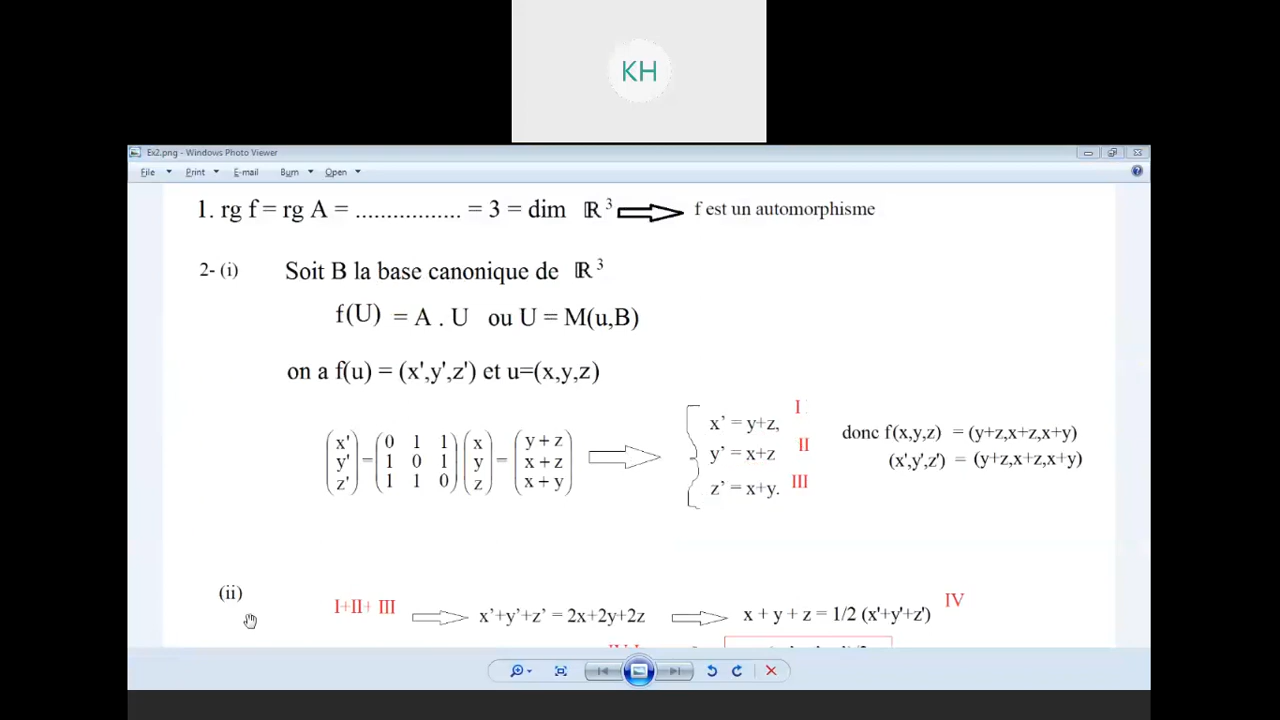 KH
Ex2.png - Windows Photo Viewer
File Print E-mail Burn Open
1. rg f = rg A = ................. = 3 = dim ℝ³ f est un automorphisme
2- (i) Soit B la base canonique de ℝ³
f(U) = A . U ou U = M(u,B)
on a f(u) = (x',y',z') et u=(x,y,z)
I
x' 0 1 1 x y + z x’ = y+z, donc f(x,y,z) = (y+z,x+z,x+y)
II
y' = 1 0 1 y = x + z y’ = x+z (x',y',z') = (y+z,x+z,x+y)
z' 1 1 0 z x + y z’ = x+y. III
(ii)
I+II+ III x’+y’+z’ = 2x+2y+2z x + y + z = 1/2 (x'+y'+z') IV